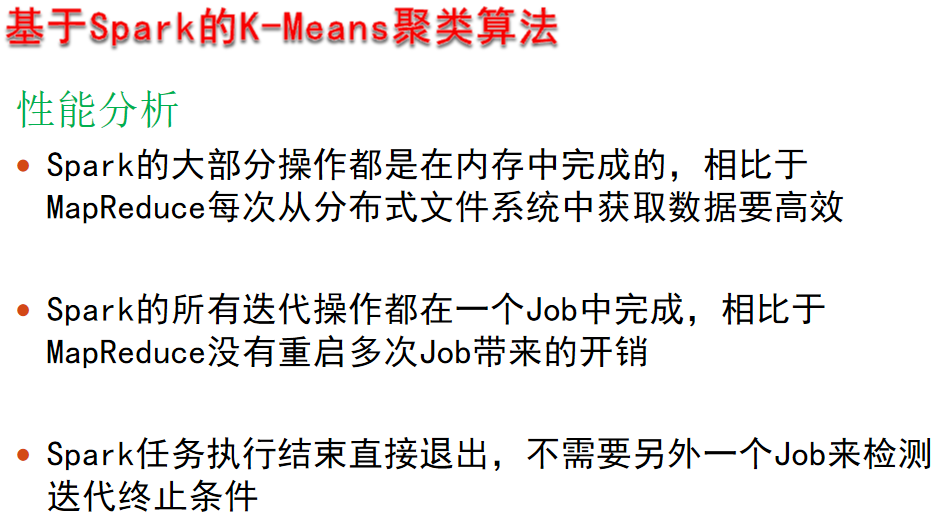 基于Spark的K-Means聚类算法
性能分析
• Spark的大部分操作都是在内存中完成的，相比于
MapReduce每次从分布式文件系统中获取数据要高效
• Spark的所有迭代操作都在一个Job中完成，相比于
MapReduce没有重启多次Job带来的开销
• Spark任务执行结束直接退出，不需要另外一个Job来检测
迭代终止条件